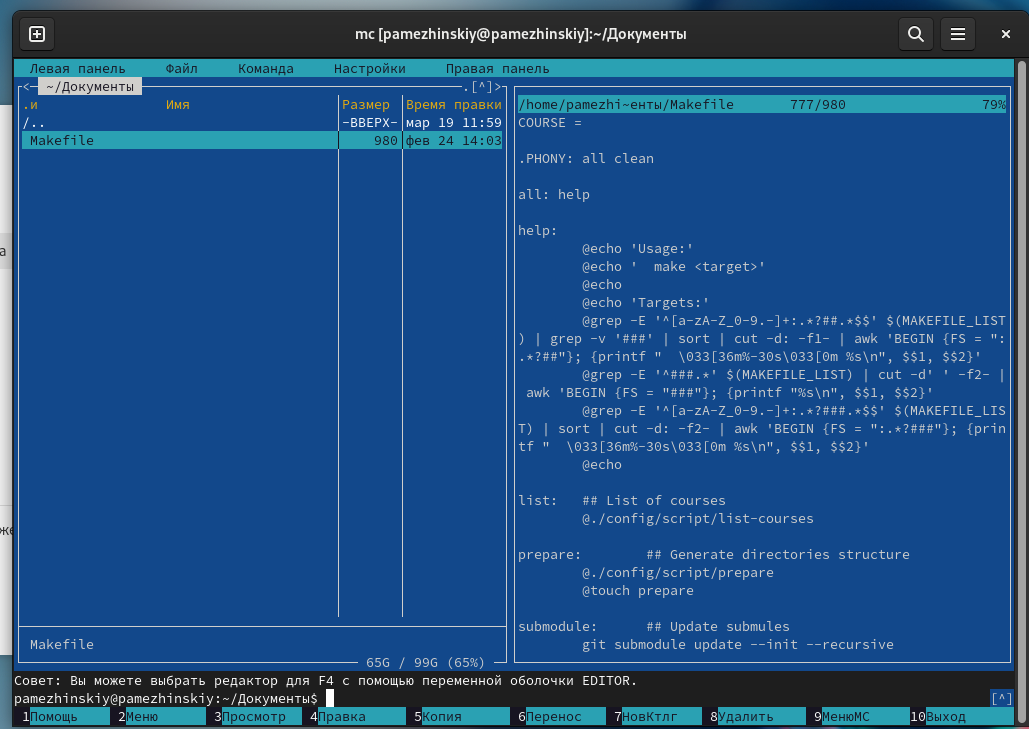 mc [pamezhinskiy@pamezhinskiy]:~/Документы
Левая панель Файл Команда Настройки Правая панель
<─ ~/Документы .[^]>
.и Имя Размер Время правки
/.. -ВВЕРХ- мар 19 11:59
Makefile 980 фев 24 14:03
Makefile
65G / 99G (65%)
/home/pamezhi~енты/Makefile 777/980 79%
COURSE =
.PHONY: all clean
all: help
help:
@echo 'Usage:'
@echo '  make <target>'
@echo
@echo 'Targets:'
@grep -E '^[a-zA-Z_0-9.-]+:.*?##.*$$' $(MAKEFILE_LIST
) | grep -v '###' | sort | cut -d: -f1- | awk 'BEGIN {FS = ":
.*?##"}; {printf "  \033[36m%-30s\033[0m %s\n", $$1, $$2}'
@grep -E '^###.*' $(MAKEFILE_LIST) | cut -d' ' -f2- |
awk 'BEGIN {FS = "###"}; {printf "%s\n", $$1, $$2}'
@grep -E '^[a-zA-Z_0-9.-]+:.*?###.*$$' $(MAKEFILE_LIS
T) | sort | cut -d: -f2- | awk 'BEGIN {FS = ":.*?###"}; {prin
tf "  \033[36m%-30s\033[0m %s\n", $$1, $$2}'
@echo
list: ## List of courses
@./config/script/list-courses
prepare: ## Generate directories structure
@./config/script/prepare
@touch prepare
submodule: ## Update submules
git submodule update --init --recursive
Совет: Вы можете выбрать редактор для F4 с помощью переменной оболочки EDITOR.
pamezhinskiy@pamezhinskiy:~/Документы$ [^]
1Помощь 2Меню 3Просмотр 4Правка 5Копия 6Перенос 7НовКтлг 8Удалить 9МенюMC 10Выход